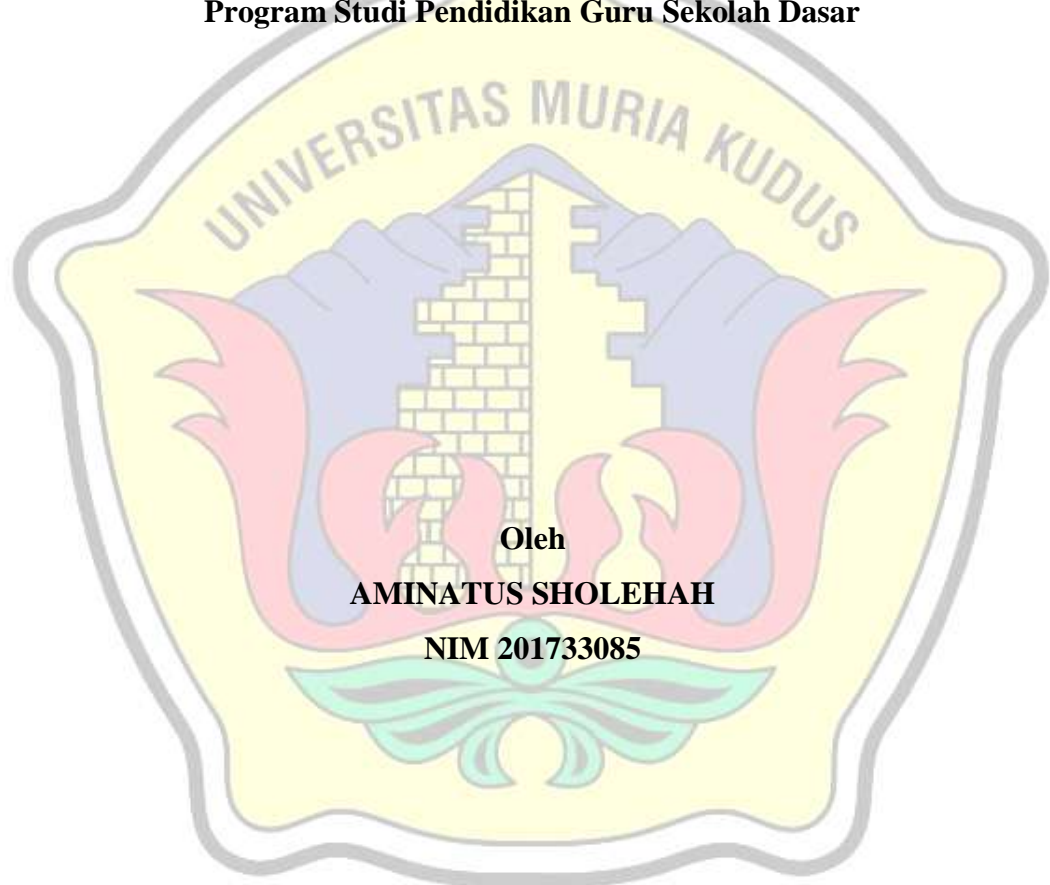 Program Studi Pendidikan Guru Sekolah Dasar
UNIVERSITAS MURIA KUDUS
Oleh
AMINATUS SHOLEHAH
NIM 201733085